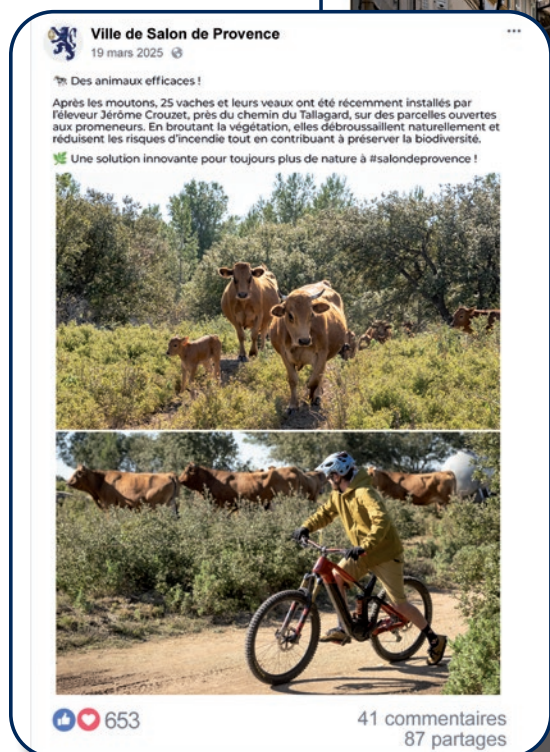 Ville de Salon de Provence
19 mars 2025
🐄 Des animaux efficaces !
Après les moutons, 25 vaches et leurs veaux ont été récemment installés par
l'éleveur Jérôme Crouzet, près du chemin du Tallagard, sur des parcelles ouvertes
aux promeneurs. En broutant la végétation, elles débroussaillent naturellement et
réduisent les risques d'incendie tout en contribuant à préserver la biodiversité.
🌿 Une solution innovante pour toujours plus de nature à #salondeprovence !
653
41 commentaires
87 partages